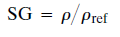 SG = ρ/ρref